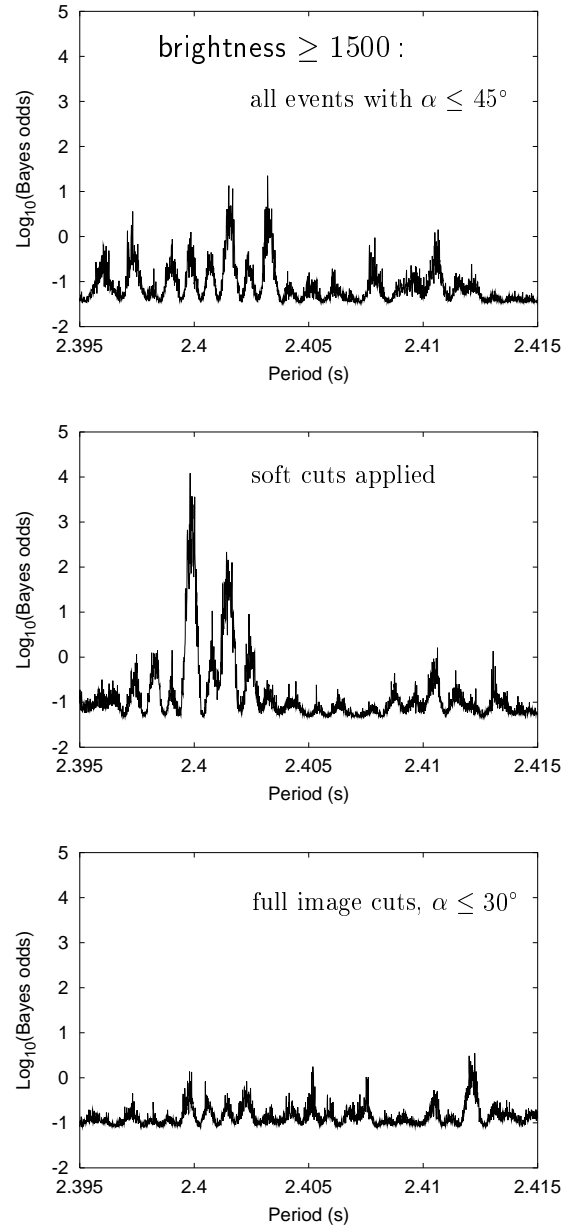 brightness ≥ 1500 :
all events with α ≤ 45°
Log10(Bayes odds)
5
4
3
2
1
0
-1
-2
2.395 2.4 2.405 2.41 2.415
Period (s)
soft cuts applied
Log10(Bayes odds)
5
4
3
2
1
0
-1
-2
2.395 2.4 2.405 2.41 2.415
Period (s)
full image cuts, α ≤ 30°
Log10(Bayes odds)
5
4
3
2
1
0
-1
-2
2.395 2.4 2.405 2.41 2.415
Period (s)